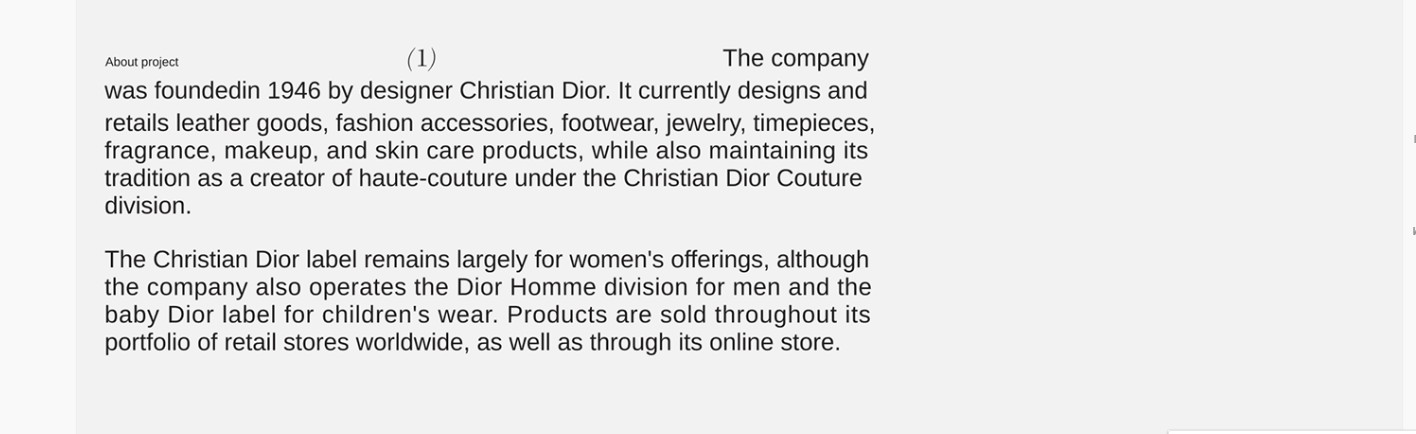 About project (1) The company
was foundedin 1946 by designer Christian Dior. It currently designs and
retails leather goods, fashion accessories, footwear, jewelry, timepieces,
fragrance, makeup, and skin care products, while also maintaining its
tradition as a creator of haute-couture under the Christian Dior Couture
division.
The Christian Dior label remains largely for women's offerings, although
the company also operates the Dior Homme division for men and the
baby Dior label for children's wear. Products are sold throughout its
portfolio of retail stores worldwide, as well as through its online store.